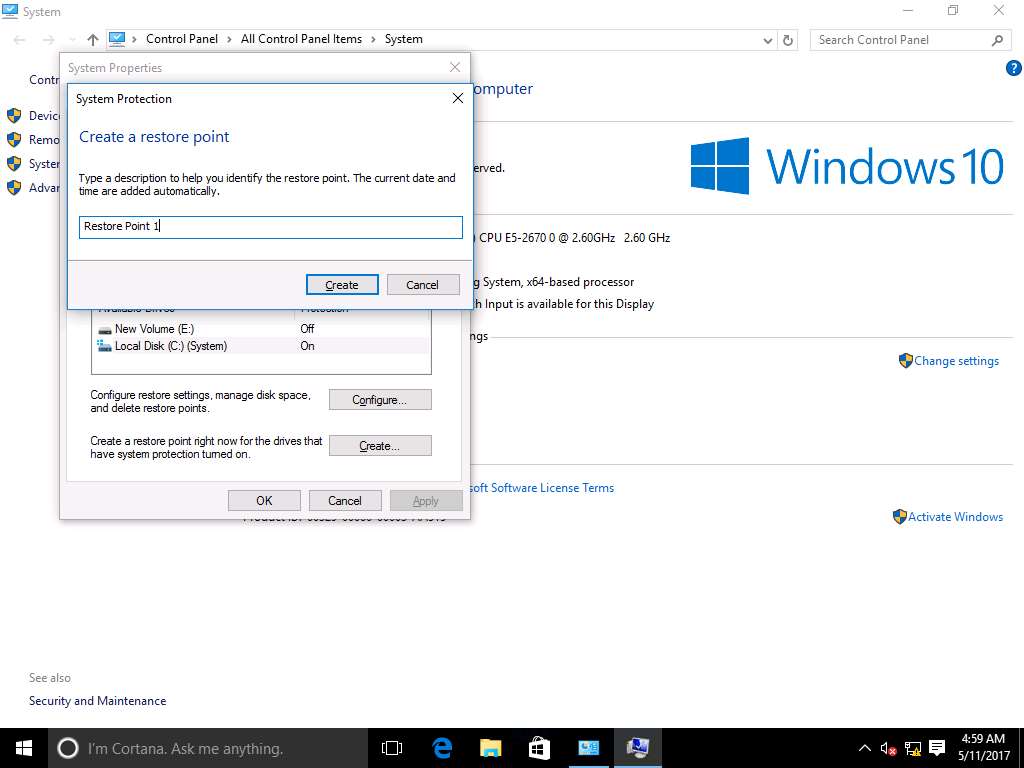 System
Control Panel > All Control Panel Items > System
Search Control Panel
System Properties
Contr
omputer
System Protection
Create a restore point
Devic
Remo
erved.
Windows 10
Syster
Type a description to help you identify the restore point. The current date and
time are added automatically.
Advar
Restore Point 1
) CPU E5-2670 0 @ 2.60GHz 2.60 GHz
Create
Cancel
g System, x64-based processor
h Input is available for this Display
New Volume (E:) Off
ngs
Local Disk (C:) (System) On
Change settings
Configure restore settings, manage disk space,
and delete restore points.
Configure...
Create a restore point right now for the drives that
have system protection turned on.
Create...
soft Software License Terms
OK
Cancel
Apply
Activate Windows
See also
Security and Maintenance
I'm Cortana. Ask me anything.
4:59 AM
5/11/2017